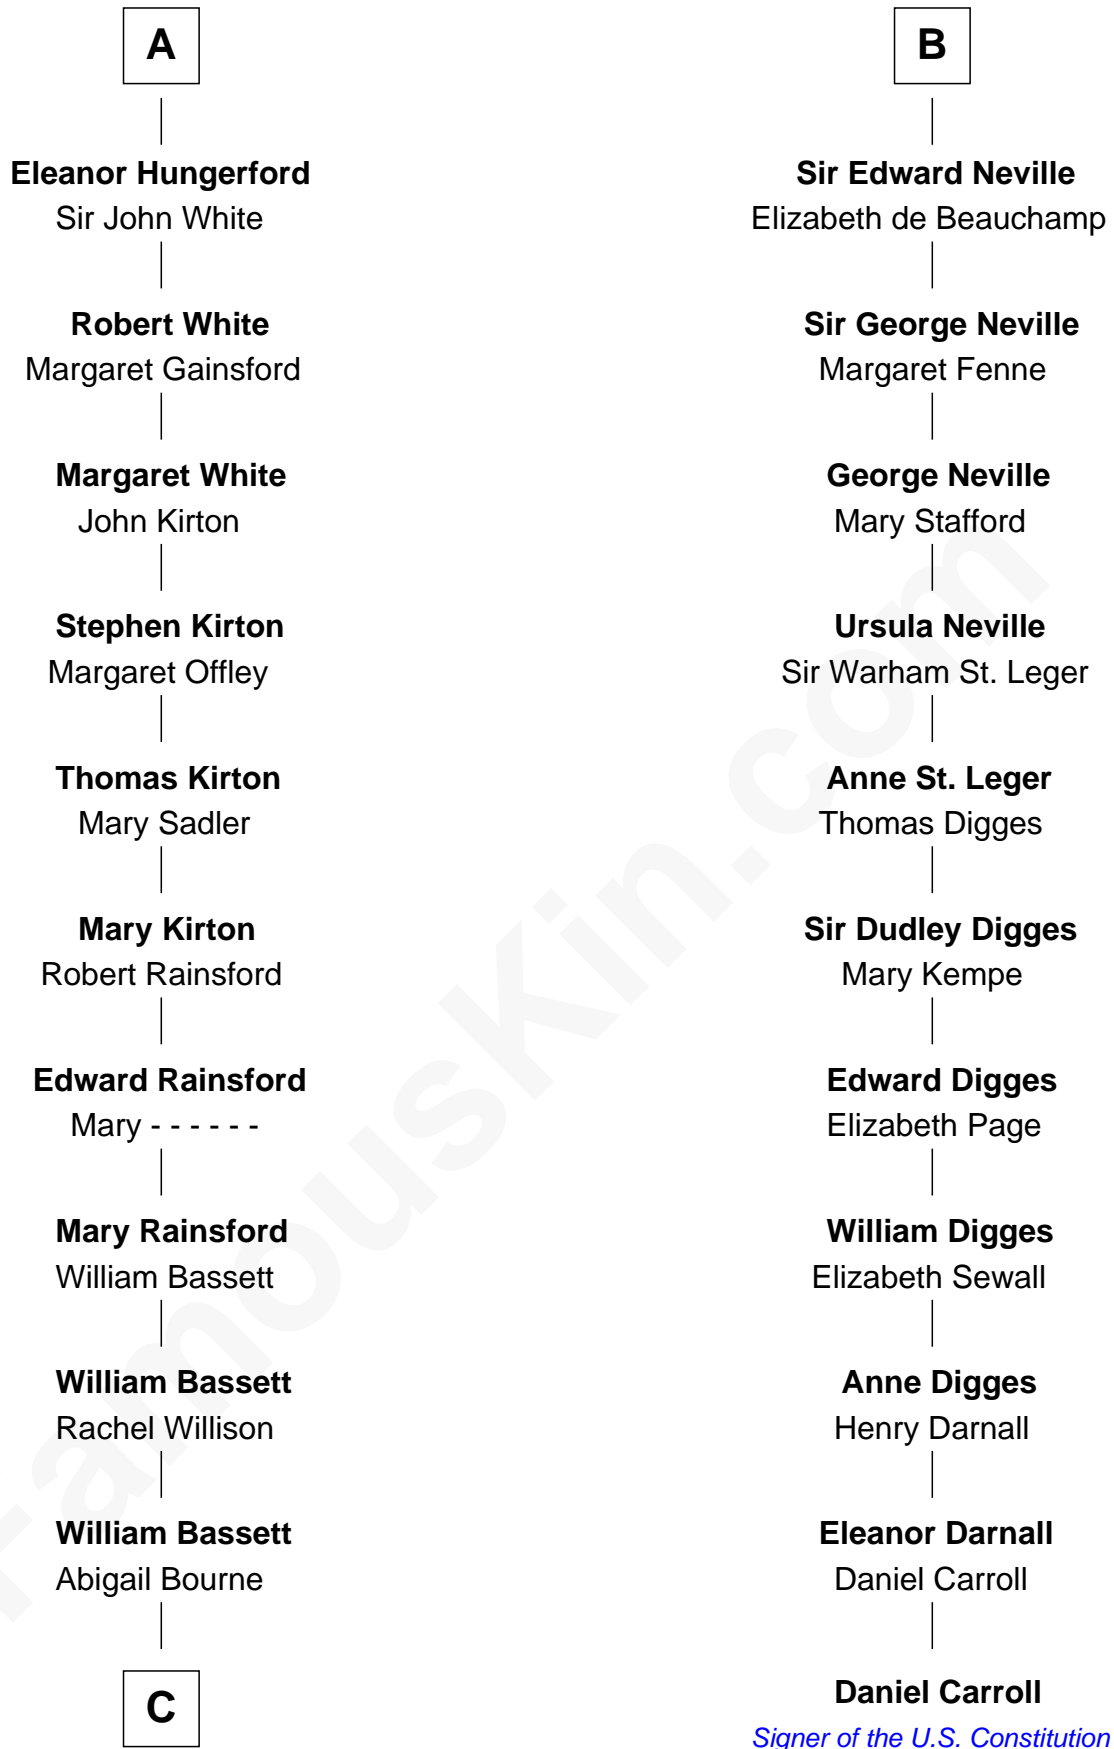 A
Eleanor Hungerford
Sir John White
Robert White
Margaret Gainsford
Margaret White
John Kirton
Stephen Kirton
Margaret Offley
Thomas Kirton
Mary Sadler
Mary Kirton
Robert Rainsford
Edward Rainsford
Mary - - - - - -
Mary Rainsford
William Bassett
William Bassett
Rachel Willison
William Bassett
Abigail Bourne
C
B
Sir Edward Neville
Elizabeth de Beauchamp
Sir George Neville
Margaret Fenne
George Neville
Mary Stafford
Ursula Neville
Sir Warham St. Leger
Anne St. Leger
Thomas Digges
Sir Dudley Digges
Mary Kempe
Edward Digges
Elizabeth Page
William Digges
Elizabeth Sewall
Anne Digges
Henry Darnall
Eleanor Darnall
Daniel Carroll
Daniel Carroll
Signer of the U.S. Constitution
FamousKin.com